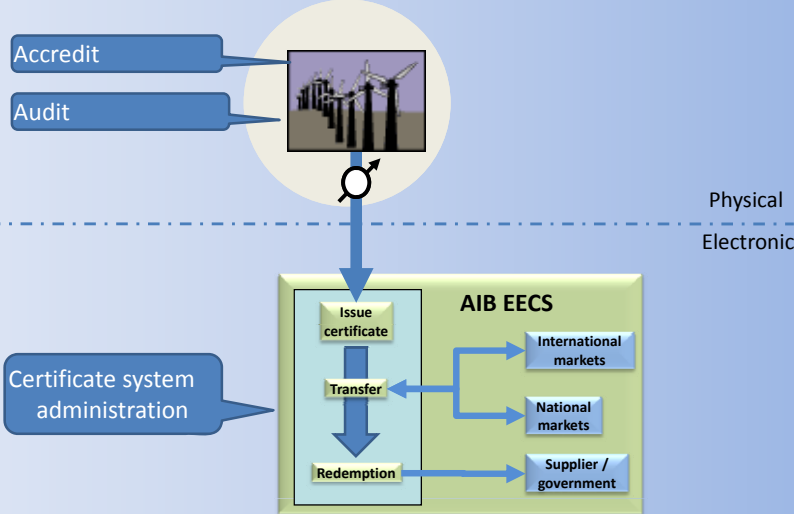 Accredit
Audit
Physical
Electronic
AIB EECS
Issue
certificate
International
markets
Transfer
Certificate system
administration
National
markets
Redemption
Supplier /
government